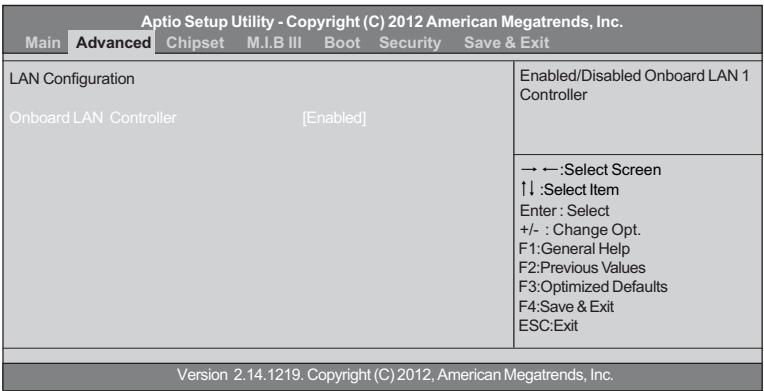 Aptio Setup Utility - Copyright (C) 2012 American Megatrends, Inc.
Main Advanced Chipset M.I.B III Boot Security Save & Exit
LAN Configuration
Onboard LAN Controller [Enabled]
Enabled/Disabled Onboard LAN 1
Controller
→ ←:Select Screen
↑↓ :Select Item
Enter : Select
+/- : Change Opt.
F1:General Help
F2:Previous Values
F3:Optimized Defaults
F4:Save & Exit
ESC:Exit
Version 2.14.1219. Copyright (C) 2012, American Megatrends, Inc.